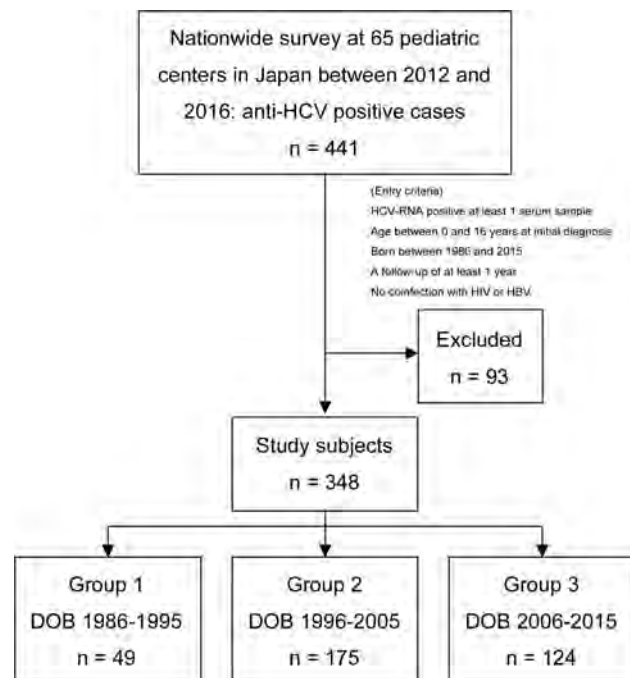 Nationwide survey at 65 pediatric
centers in Japan between 2012 and
2016: anti-HCV positive cases
n = 441
(Entry criteria)
HCV-RNA positive at least 1 serum sample
Age between 0 and 16 years at initial diagnosis
Born between 1986 and 2015
A follow-up of at least 1 year
No coinfection with HIV or HBV.
Excluded
n = 93
Study subjects
n = 348
Group 1
DOB 1986-1995
n = 49
Group 2
DOB 1996-2005
n = 175
Group 3
DOB 2006-2015
n = 124